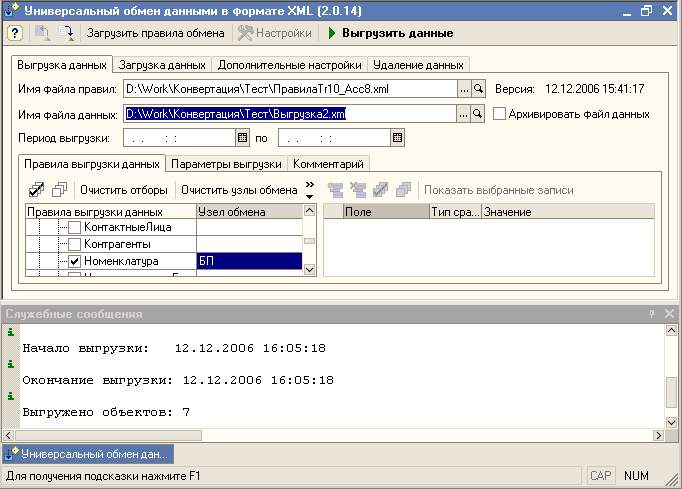 Универсальный обмен данными в формате XML (2.0.14)
Загрузить правила обмена Настройки Выгрузить данные
Выгрузка данных Загрузка данных Дополнительные настройки Удаление данных
Имя файла правил: D:\Work\Конвертация\Тест\ПравилаTr10_Acc8.xml ... Версия: 12.12.2006 15:41:17
Имя файла данных: D:\Work\Конвертация\Тест\Выгрузка2.xml ... Архивировать файл данных
Период выгрузки: . . : : по . . : :
Правила выгрузки данных Параметры выгрузки Комментарий
Очистить отборы Очистить узлы обмена » Показать выбранные записи
Правила выгрузки данных Узел обмена Поле Тип сра... Значение
КонтактныеЛица
Контрагенты
Номенклатура БП
Служебные сообщения
Начало выгрузки: 12.12.2006 16:05:18
Окончание выгрузки: 12.12.2006 16:05:18
Выгружено объектов: 7
Универсальный обмен дан...
Для получения подсказки нажмите F1 CAP NUM